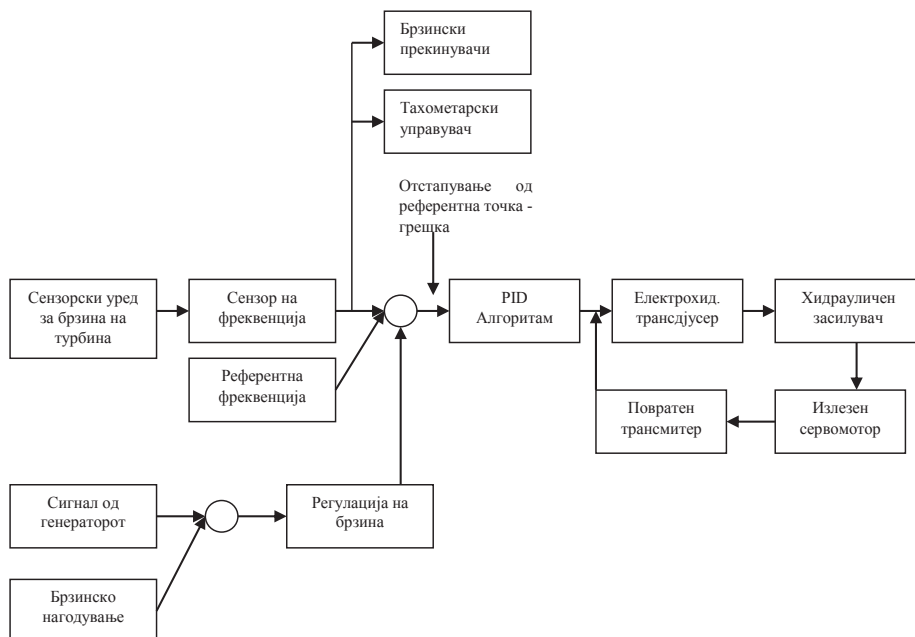 Брзински
прекинувачи
Тахометарски
управувач
Отстапување од
референтна точка -
грешка
Сензорски уред
за брзина на
турбина
Сензор на
фреквенција
PID
Алгоритам
Електрохид.
трансдјусер
Хидрауличен
засилувач
Референтна
фреквенција
Повратен
трансмитер
Излезен
сервомотор
Сигнал од
генераторот
Регулација на
брзина
Брзинско
нагодување